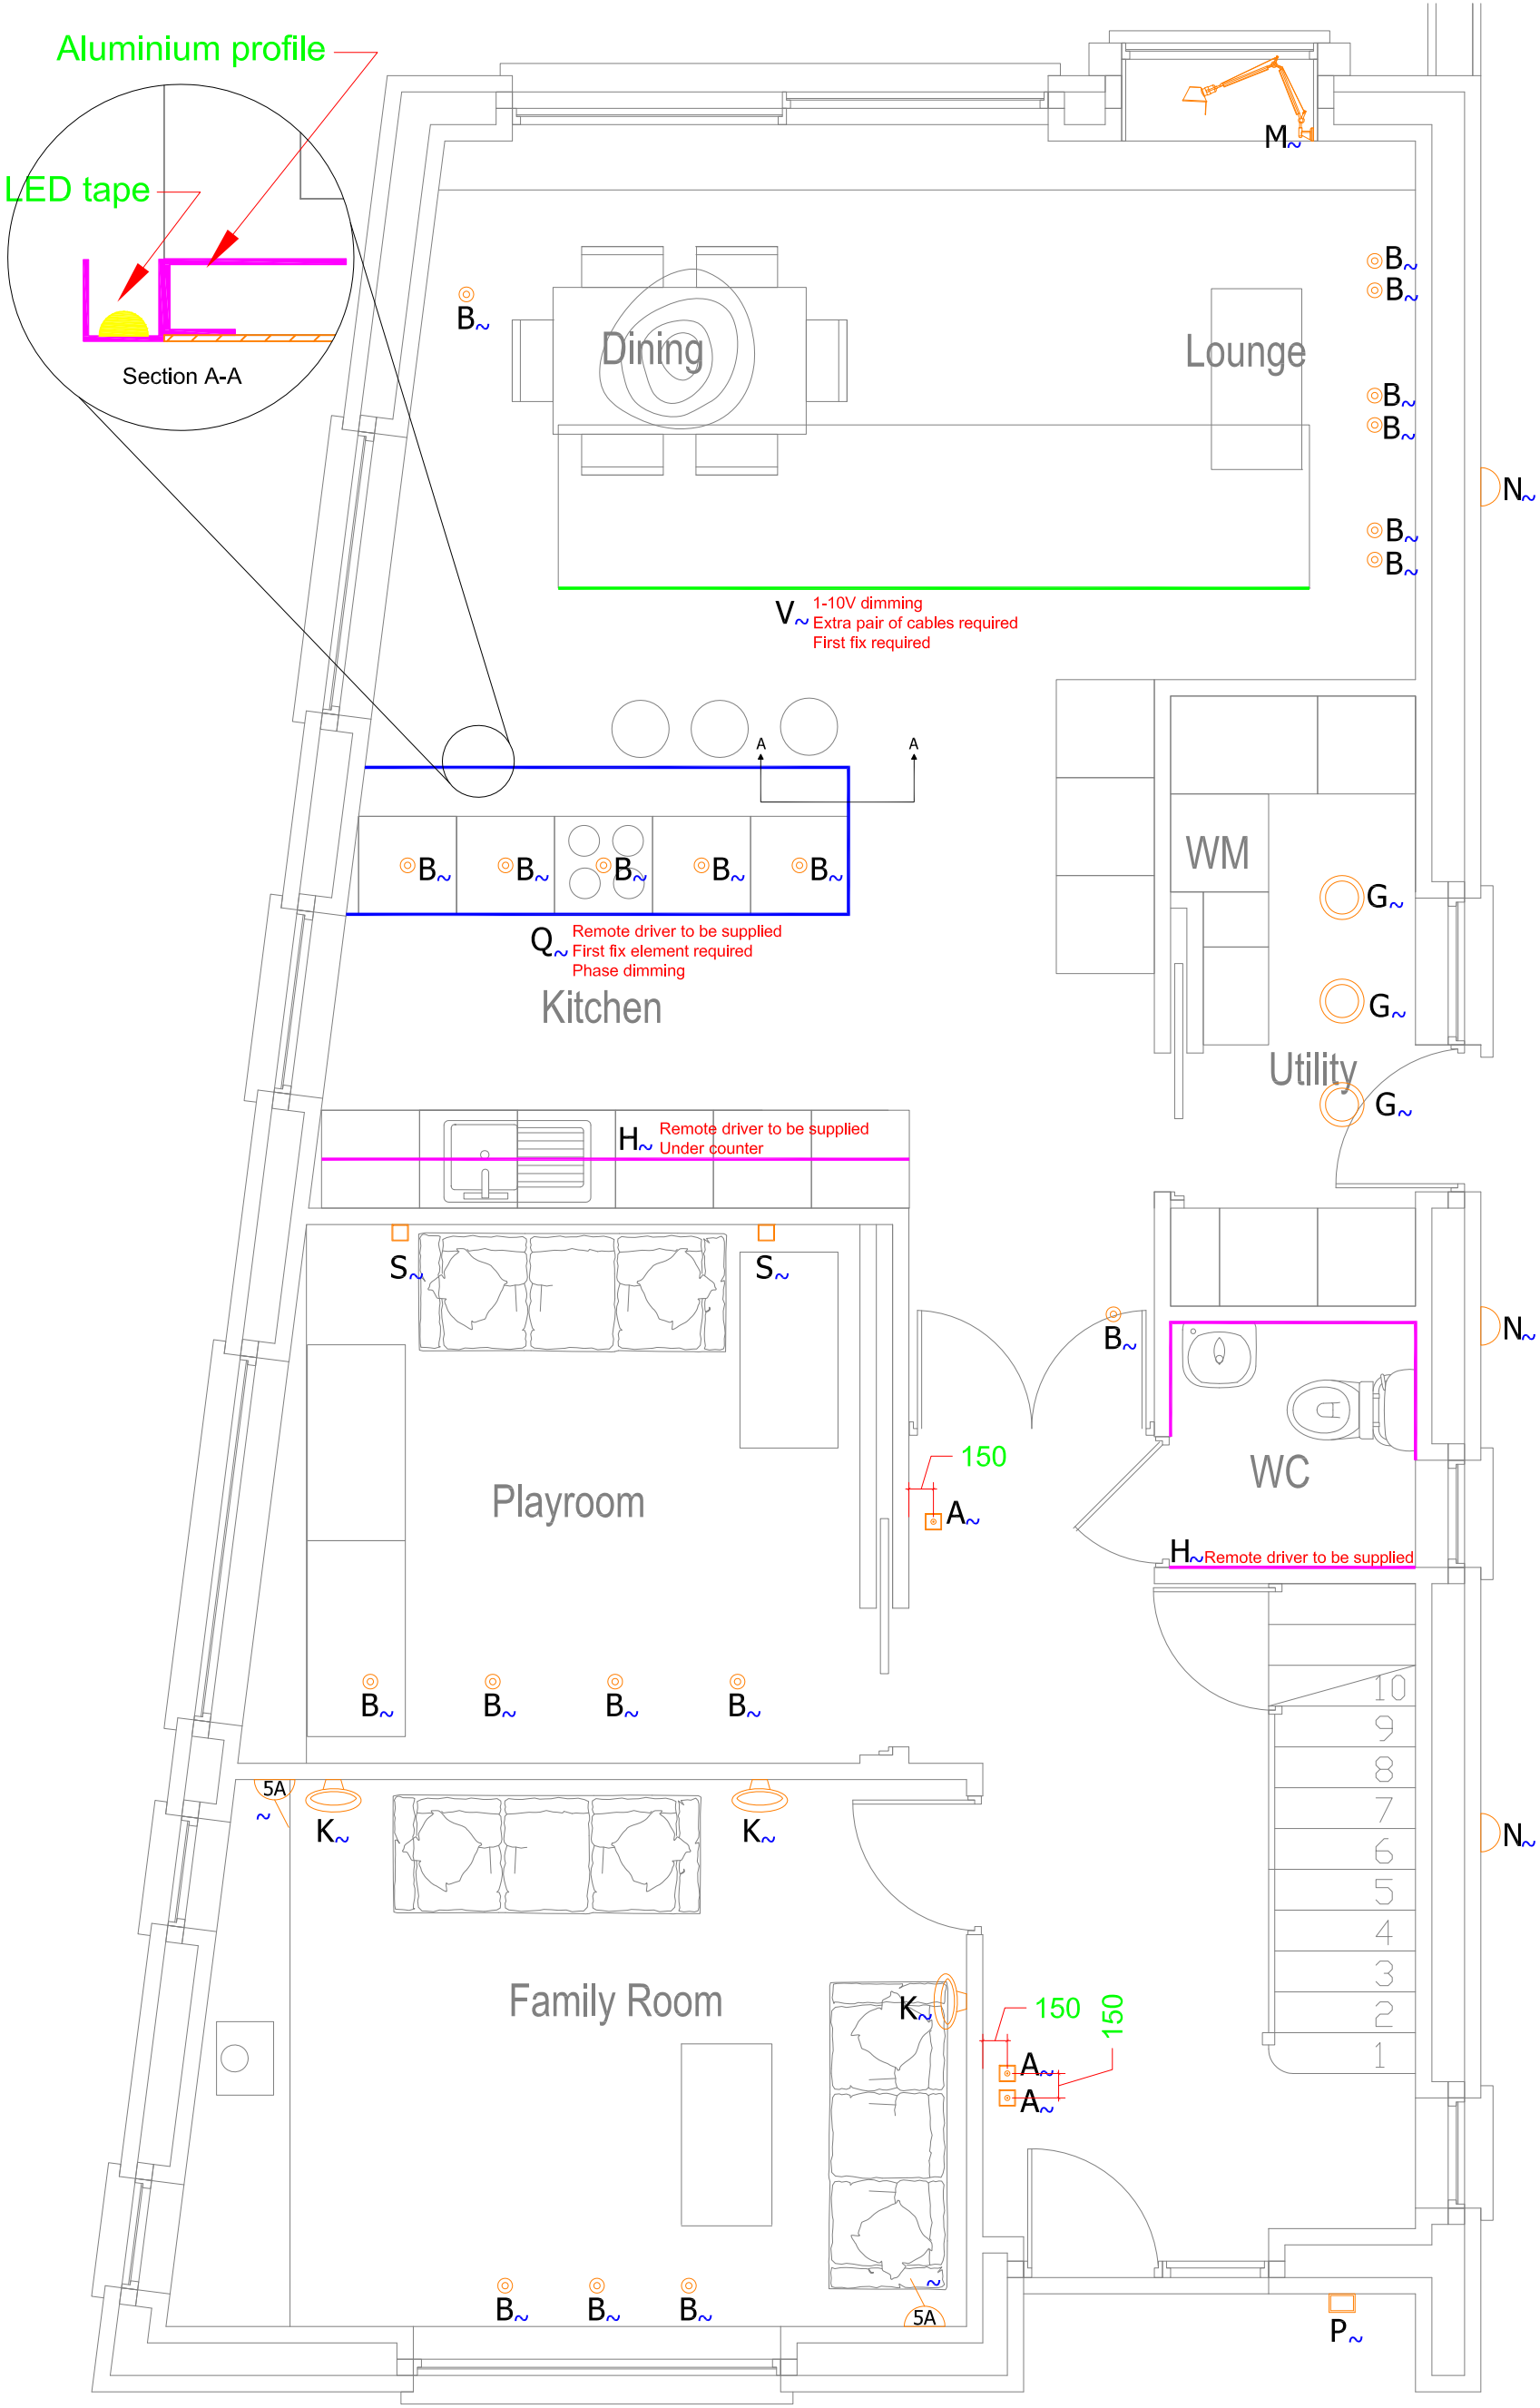 Aluminium profile
LED tape
Section A-A
M~
B~
B~
B~
Dining
Lounge
B~
B~
N~
B~
B~
V~
1-10V dimming
Extra pair of cables required
First fix required
A
A
WM
B~
B~
B~
B~
B~
G~
Q~
Remote driver to be supplied
First fix element required
Phase dimming
Kitchen
G~
Utility
G~
H~
Remote driver to be supplied
Under counter
S~
S~
B~
N~
150
WC
Playroom
A~
H~
Remote driver to be supplied
B~
B~
B~
B~
10
9
8
7
6
5
4
3
2
1
5A
~
K~
K~
N~
Family Room
K~
150
150
A~
A~
B~
B~
B~
~
5A
P~